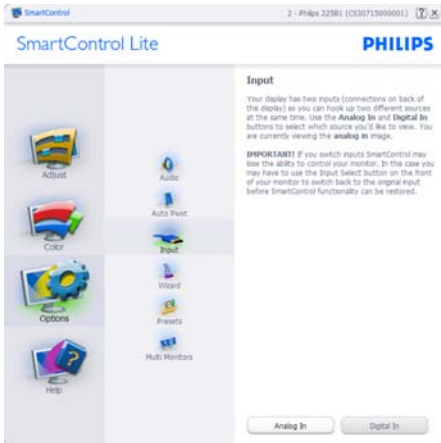 SmartControl
2 - Philips 225B1 (CS30715000001)
SmartControl Lite
PHILIPS
Adjust
Color
Options
Help
Audio
Auto Pivot
Input
Wizard
Presets
Multi Monitors
Input
Your display has two inputs (connections on back of
the display) so you can hook up two different sources
at the same time. Use the Analog In and Digital In
buttons to select which source you'd like to view. You
are currently viewing the analog in image.
IMPORTANT! If you switch inputs SmartControl may
lose the ability to control your monitor. In this case you
may have to use the Input Select button on the front
of your monitor to switch back to the original input
before SmartControl functionality can be restored.
Analog In
Digital In